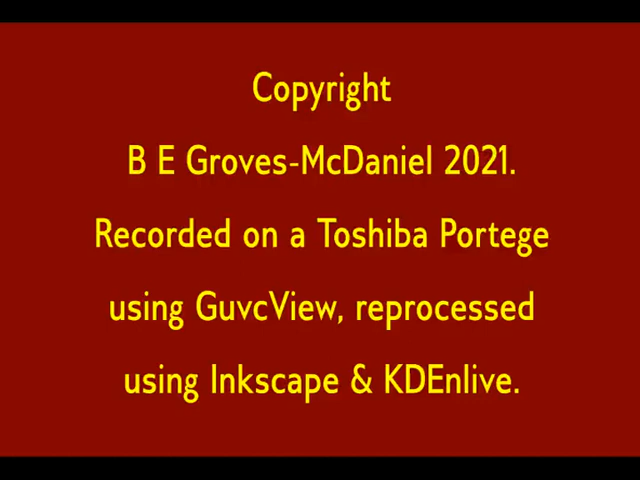 Copyright
B E Groves-McDaniel 2021.
Recorded on a Toshiba Portege
using GuvcView, reprocessed
using Inkscape & KDEnlive.